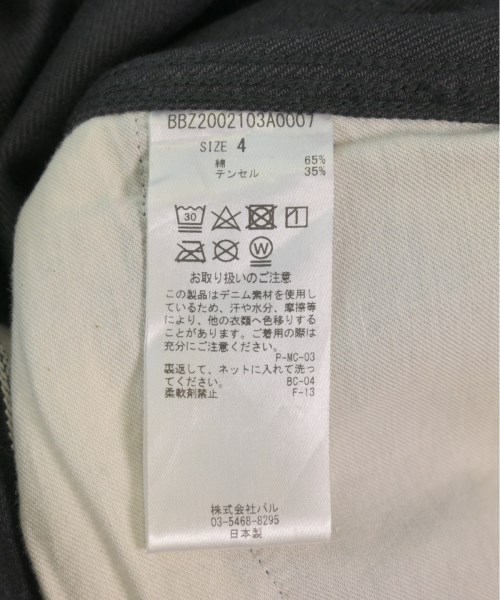 BBZ2002103A0007
SIZE 4
綿 65%
テンセル 35%
30
W
お取り扱いのご注意
この製品はデニム素材を使用し
ているため、汗や水分、摩擦等
により、他の衣類へ色移りする
ことがあります。ご着用の際は
充分にご注意ください。
P-MC-03
裏返して、ネットに入れて洗っ
てください。 BC-04
柔軟剤禁止 F-13
株式会社パル
03-5468-8295
日本製